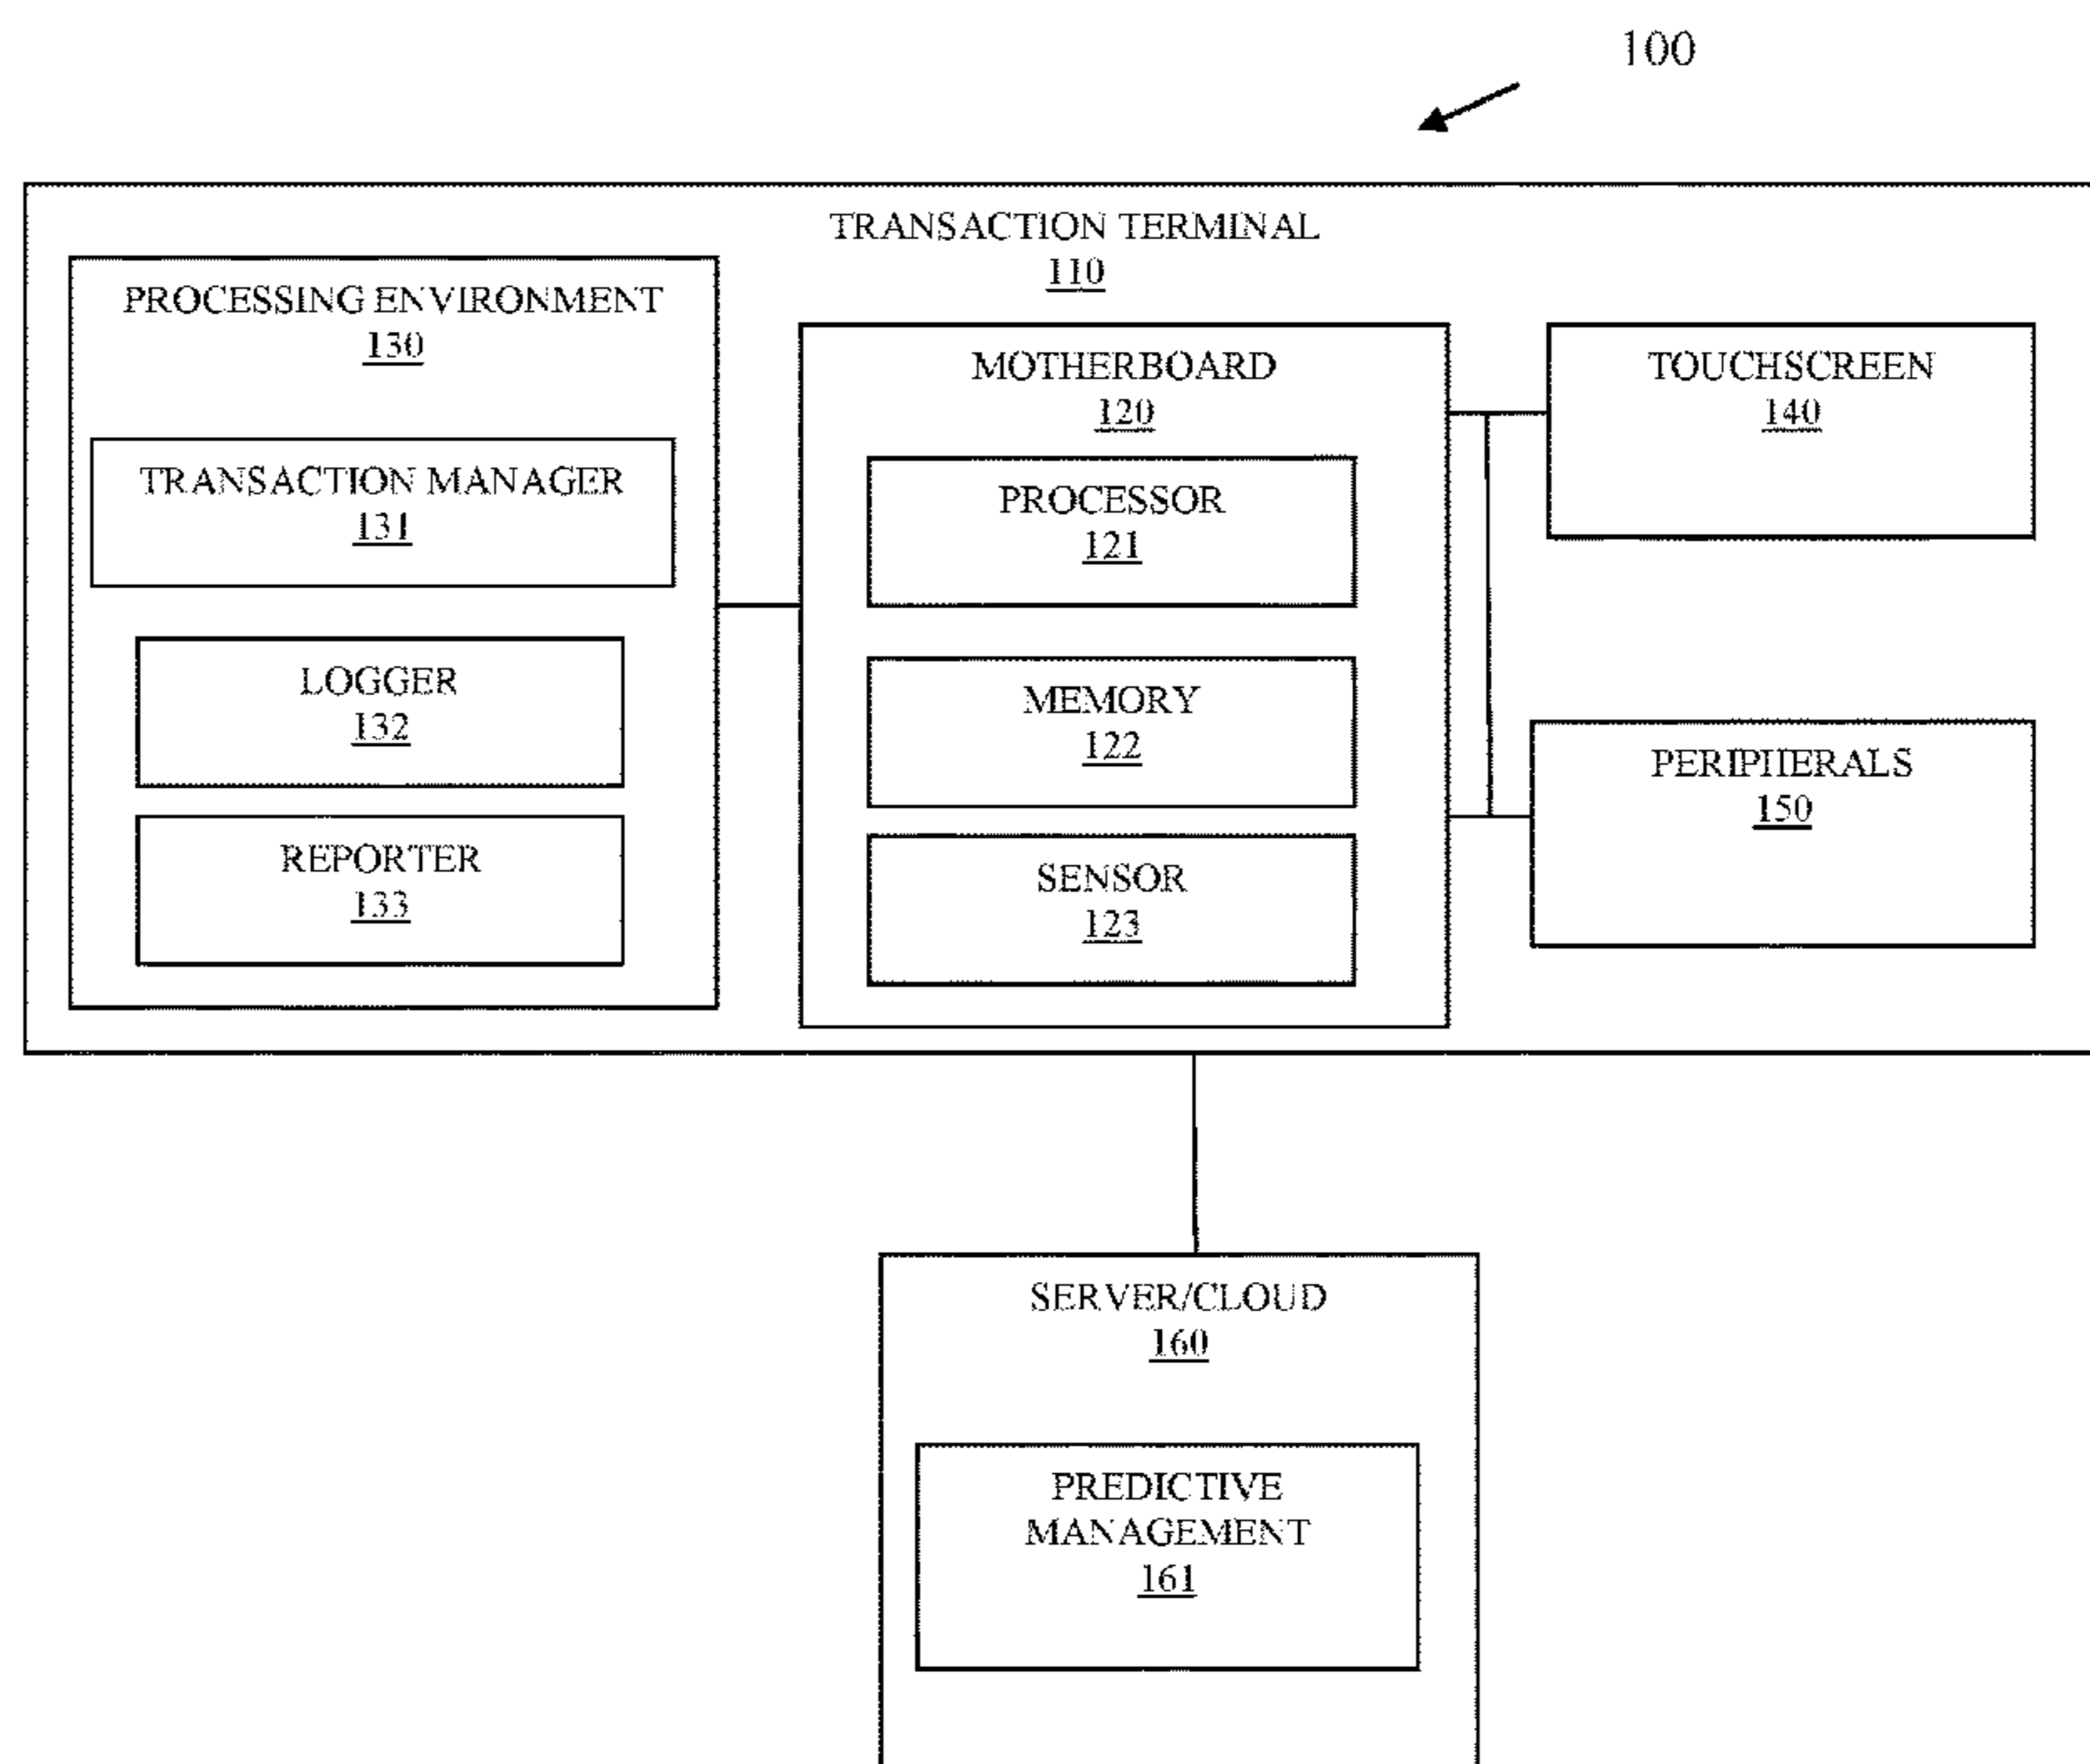 100
TRANSACTION TERMINAL
110
PROCESSING ENVIRONMENT
130
TRANSACTION MANAGER
131
LOGGER
132
REPORTER
133
MOTHERBOARD
120
PROCESSOR
121
MEMORY
122
SENSOR
123
TOUCHSCREEN
140
PERIPHERALS
150
SERVER/CLOUD
160
PREDICTIVE
MANAGEMENT
161